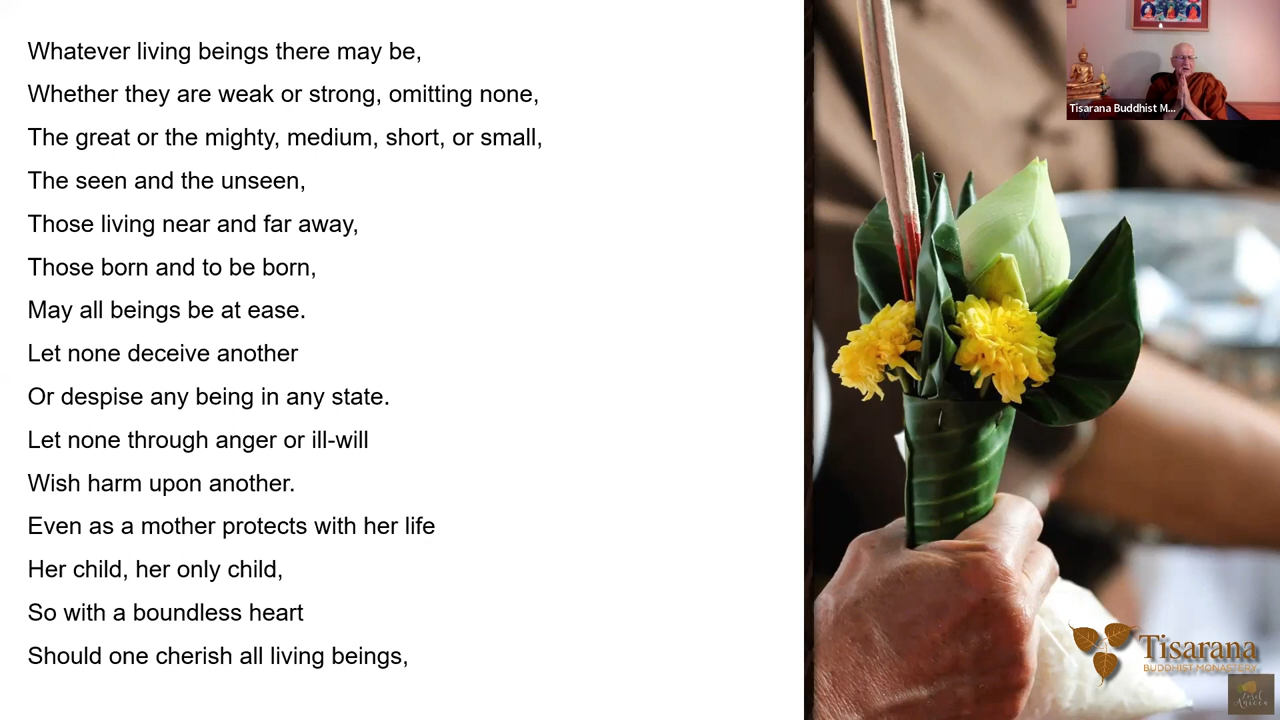 Whatever living beings there may be,
Whether they are weak or strong, omitting none,
The great or the mighty, medium, short, or small,
The seen and the unseen,
Those living near and far away,
Those born and to be born,
May all beings be at ease.
Let none deceive another
Or despise any being in any state.
Let none through anger or ill-will
Wish harm upon another.
Even as a mother protects with her life
Her child, her only child,
So with a boundless heart
Should one cherish all living beings,
Tisarana Buddhist M...
Tisarana
BUDDHIST MONASTERY